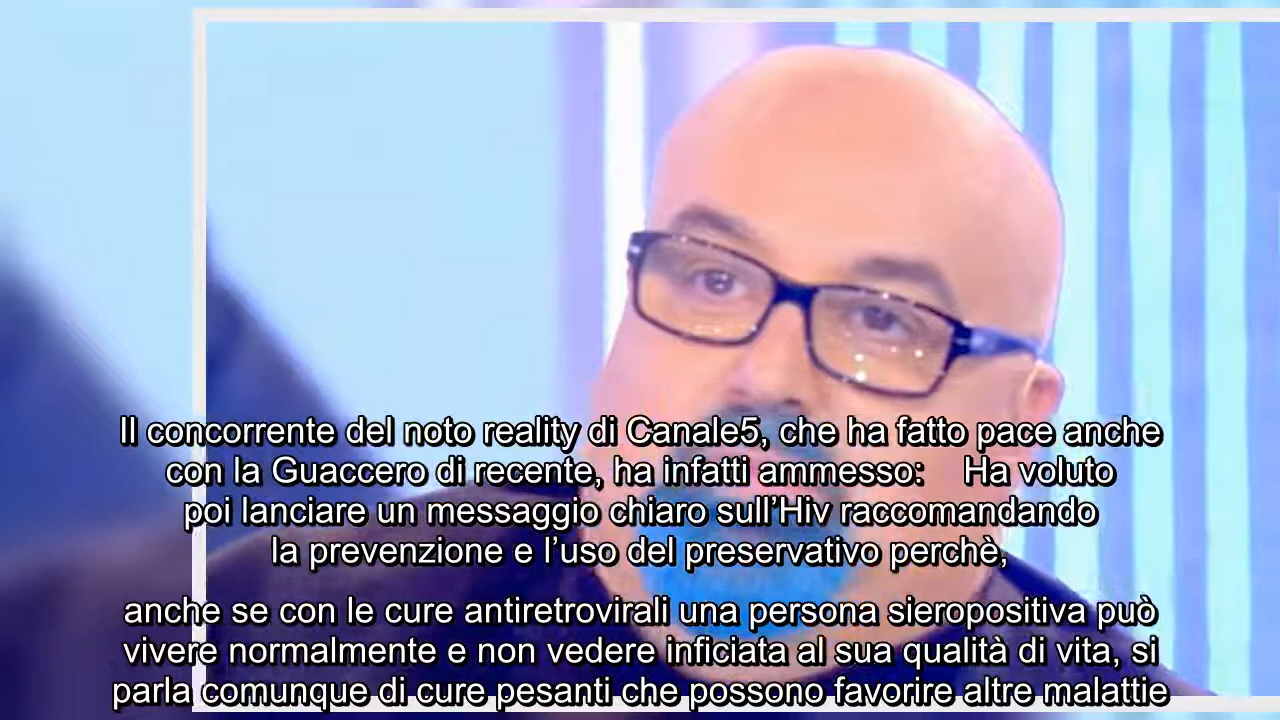 Il concorrente del noto reality di Canale5, che ha fatto pace anche
con la Guaccero di recente, ha infatti ammesso: Ha voluto
poi lanciare un messaggio chiaro sull’Hiv raccomandando
la prevenzione e l’uso del preservativo perchè,
anche se con le cure antiretrovirali una persona sieropositiva può
vivere normalmente e non vedere inficiata al sua qualità di vita, si
parla comunque di cure pesanti che possono favorire altre malattie